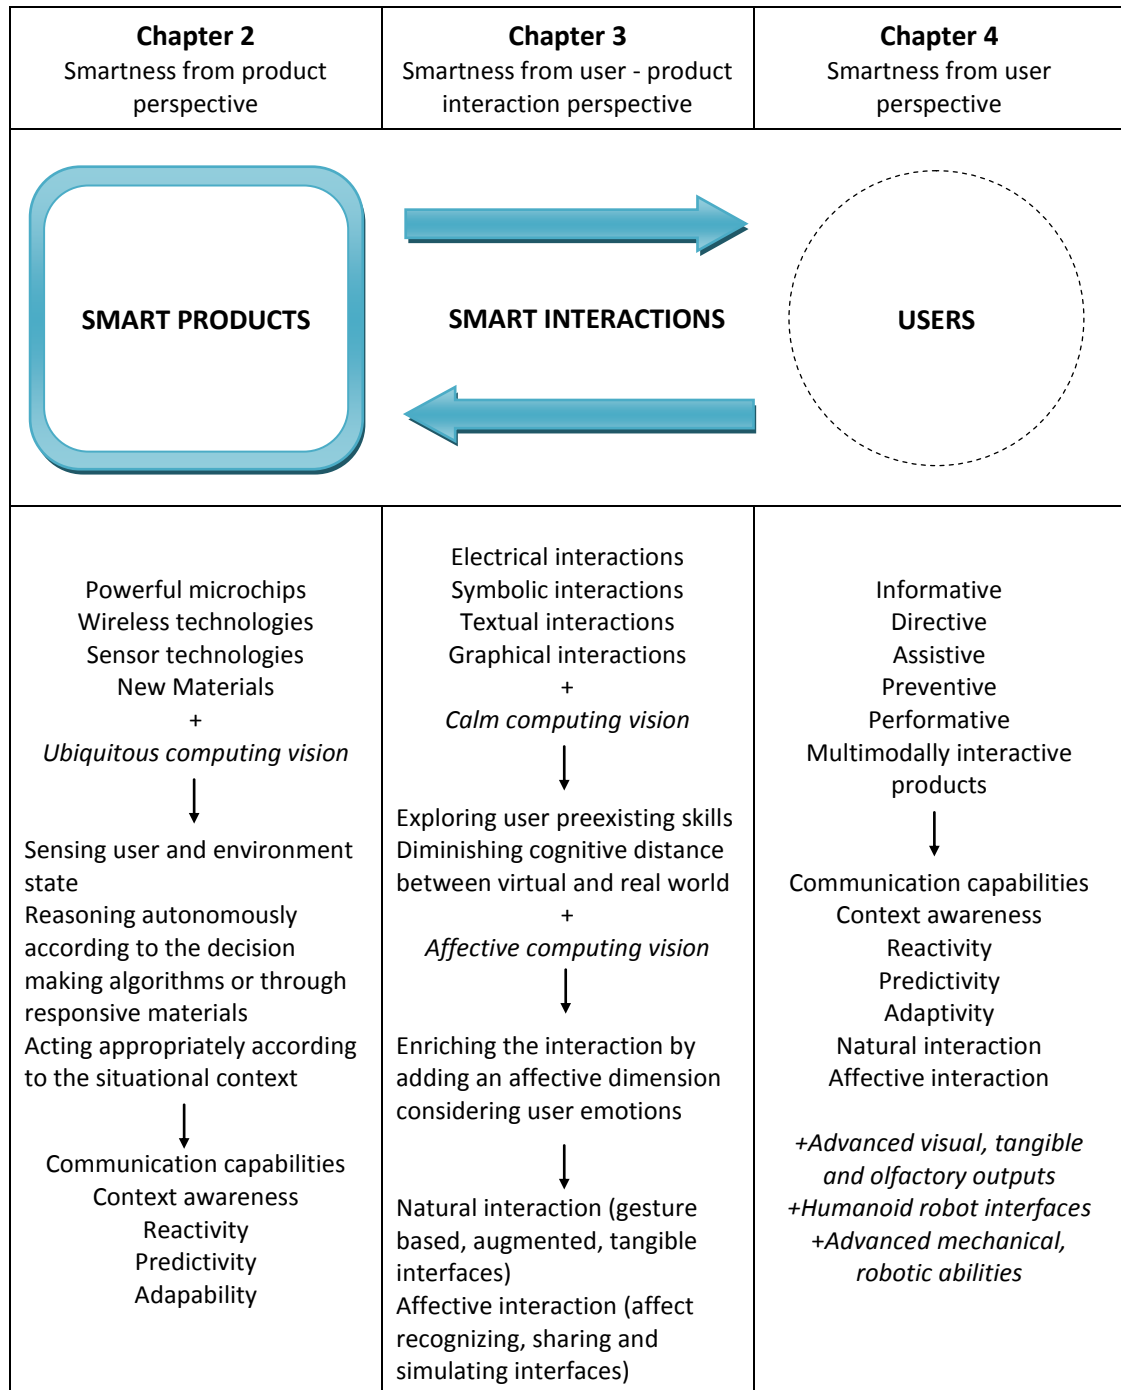 Chapter 2
Smartness from product
perspective
Chapter 3
Smartness from user - product
interaction perspective
Chapter 4
Smartness from user
perspective
SMART PRODUCTS
SMART INTERACTIONS
USERS
Powerful microchips
Wireless technologies
Sensor technologies
New Materials
+
Ubiquitous computing vision
Sensing user and environment
state
Reasoning autonomously
according to the decision
making algorithms or through
responsive materials
Acting appropriately according
to the situational context
Communication capabilities
Context awareness
Reactivity
Predictivity
Adapability
Electrical interactions
Symbolic interactions
Textual interactions
Graphical interactions
+
Calm computing vision
Exploring user preexisting skills
Diminishing cognitive distance
between virtual and real world
+
Affective computing vision
Enriching the interaction by
adding an affective dimension
considering user emotions
Natural interaction (gesture
based, augmented, tangible
interfaces)
Affective interaction (affect
recognizing, sharing and
simulating interfaces)
Informative
Directive
Assistive
Preventive
Performative
Multimodally interactive
products
Communication capabilities
Context awareness
Reactivity
Predictivity
Adaptivity
Natural interaction
Affective interaction
+Advanced visual, tangible
and olfactory outputs
+Humanoid robot interfaces
+Advanced mechanical,
robotic abilities